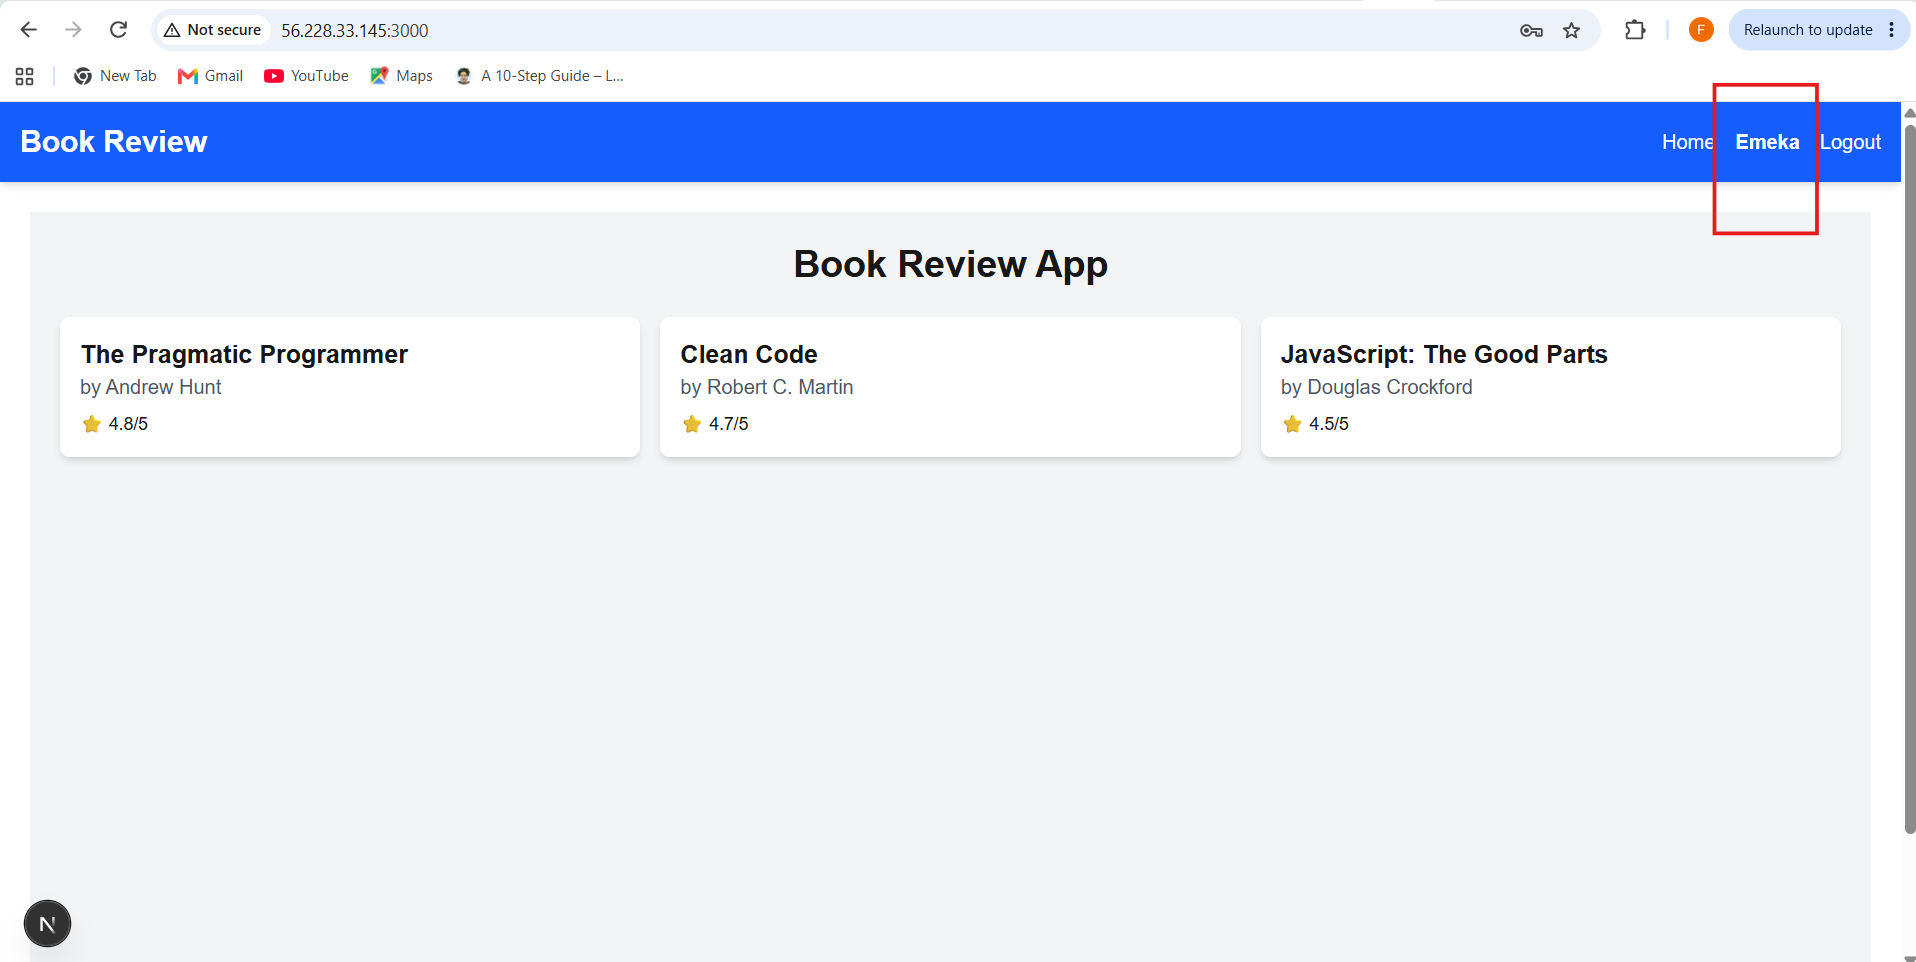 Not secure 56.228.33.145:3000 F Relaunch to update
New Tab Gmail YouTube Maps A 10-Step Guide – L...
Book Review Home Emeka Logout
Book Review App
The Pragmatic Programmer
by Andrew Hunt
⭐ 4.8/5
Clean Code
by Robert C. Martin
⭐ 4.7/5
JavaScript: The Good Parts
by Douglas Crockford
⭐ 4.5/5
N